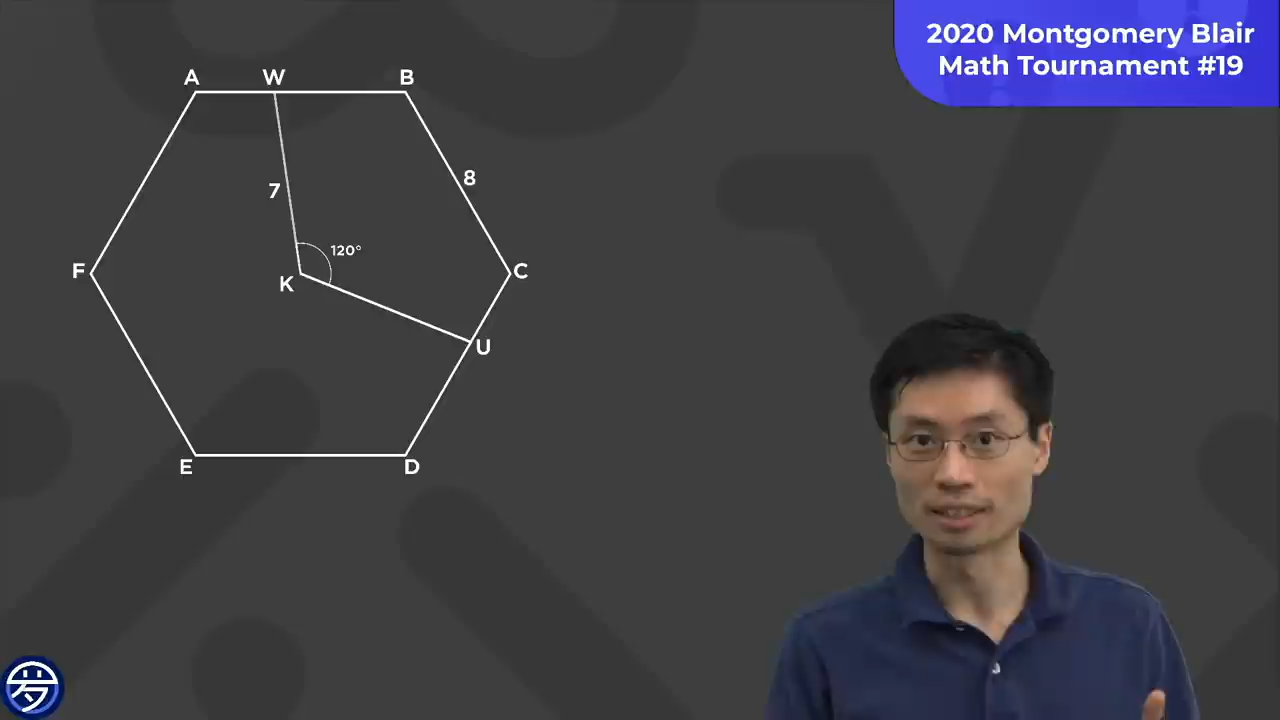 2020 Montgomery Blair
Math Tournament #19
A W B
8
7
120°
F K C
U
E D